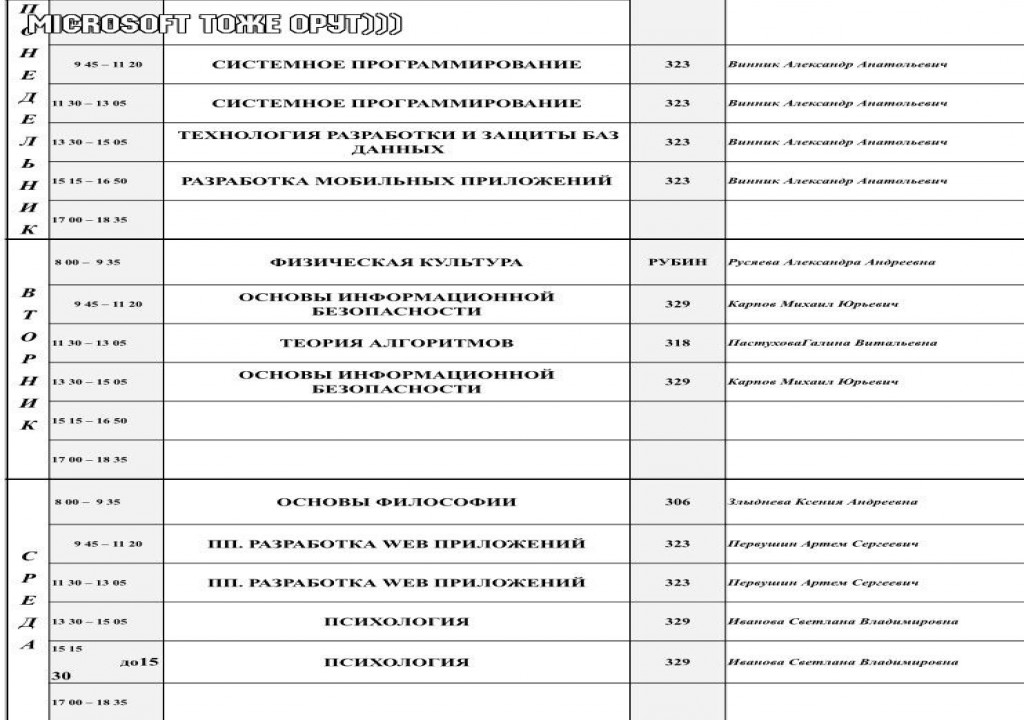 MICROSOFT ТОЖЕ ОРУТ))))
ПОНЕДЕЛЬНИК
9 45 – 11 20 СИСТЕМНОЕ ПРОГРАММИРОВАНИЕ 323 Винник Александр Анатольевич
11 30 – 13 05 СИСТЕМНОЕ ПРОГРАММИРОВАНИЕ 323 Винник Александр Анатольевич
13 30 – 15 05 ТЕХНОЛОГИЯ РАЗРАБОТКИ И ЗАЩИТЫ БАЗ
ДАННЫХ 323 Винник Александр Анатольевич
15 15 – 16 50 РАЗРАБОТКА МОБИЛЬНЫХ ПРИЛОЖЕНИЙ 323 Винник Александр Анатольевич
17 00 – 18 35
ВТОРНИК
8 00 – 9 35 ФИЗИЧЕСКАЯ КУЛЬТУРА РУБИН Русяева Александра Андреевна
9 45 – 11 20 ОСНОВЫ ИНФОРМАЦИОННОЙ
БЕЗОПАСНОСТИ 329 Карпов Михаил Юрьевич
11 30 – 13 05 ТЕОРИЯ АЛГОРИТМОВ 318 ПастуховаГалина Витальевна
13 30 – 15 05 ОСНОВЫ ИНФОРМАЦИОННОЙ
БЕЗОПАСНОСТИ 329 Карпов Михаил Юрьевич
15 15 – 16 50
17 00 – 18 35
СРЕДА
8 00 – 9 35 ОСНОВЫ ФИЛОСОФИИ 306 Злыднева Ксения Андреевна
9 45 – 11 20 ПП. РАЗРАБОТКА WEB ПРИЛОЖЕНИЙ 323 Первушин Артем Сергеевич
11 30 – 13 05 ПП. РАЗРАБОТКА WEB ПРИЛОЖЕНИЙ 323 Первушин Артем Сергеевич
13 30 – 15 05 ПСИХОЛОГИЯ 329 Иванова Светлана Владимировна
15 15
до15
30 ПСИХОЛОГИЯ 329 Иванова Светлана Владимировна
17 00 – 18 35